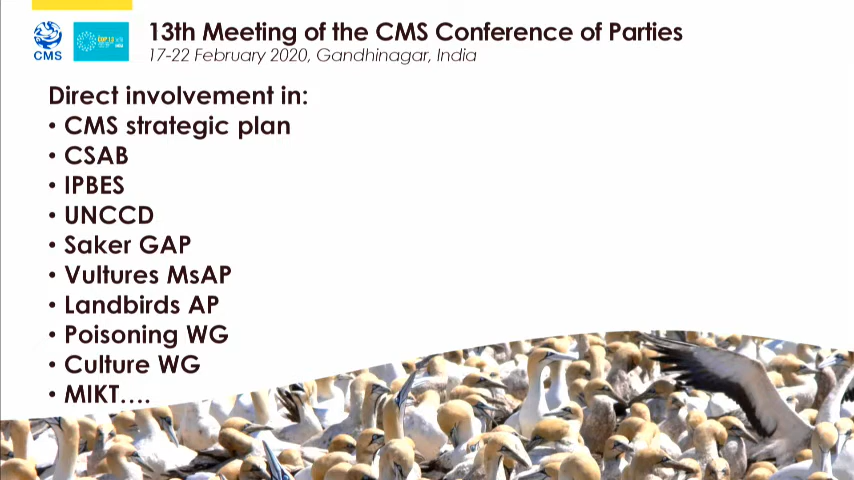 13th Meeting of the CMS Conference of Parties
17-22 February 2020, Gandhinagar, India
CMS
Direct involvement in:
• CMS strategic plan
• CSAB
• IPBES
• UNCCD
• Saker GAP
• Vultures MsAP
• Landbirds AP
• Poisoning WG
• Culture WG
• MIKT....